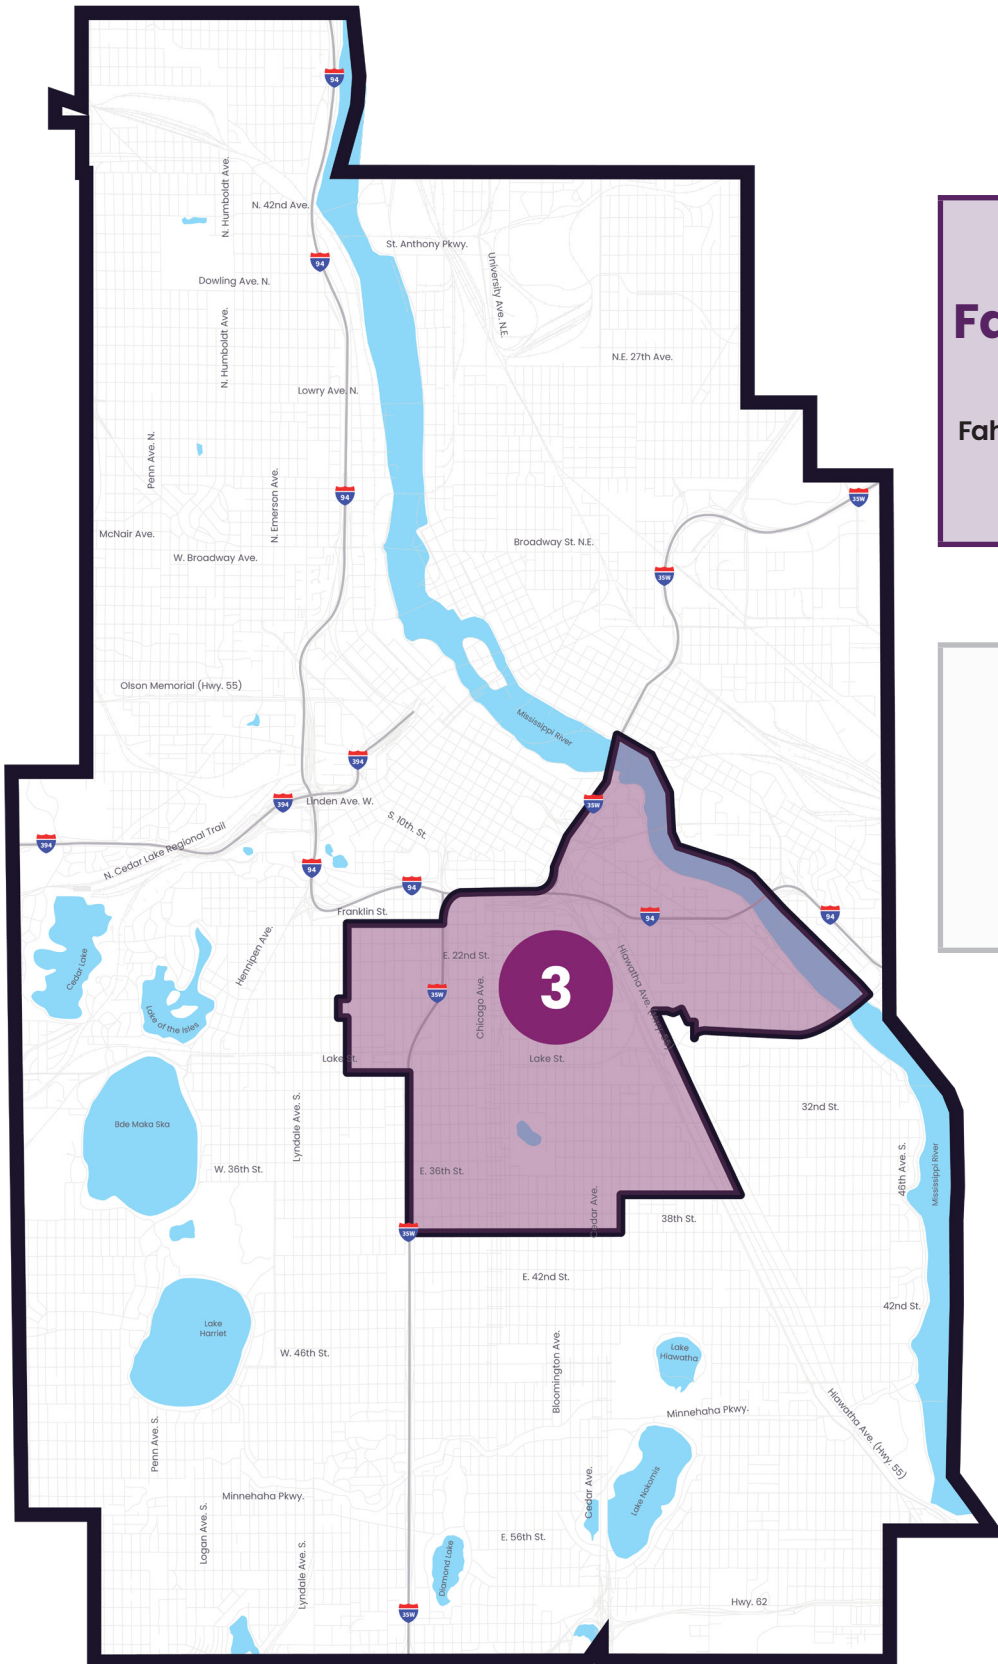 94
N. Humboldt Ave.
N. 42nd Ave.
St. Anthony Pkwy.
94
University Ave. N.E.
Dowling Ave. N.
N. Humboldt Ave.
Fa
N.E. 27th Ave.
Lowry Ave. N.
Fah
Penn Ave. N.
94
35W
N. Emerson Ave.
McNair Ave.
Broadway St. N.E.
W. Broadway Ave.
35W
Olson Memorial (Hwy. 55)
Mississippi River
394
394
Linden Ave. W.
35W
S. 10th. St.
394
N. Cedar Lake Regional Trail
94
94
Franklin St.
94
94
Hennipen Ave.
E. 22nd St.
Cedar Lake
35W
3
Hiawatha Ave. (Hwy. 55)
Chicago Ave.
Lake of the Isles
Lake St.
Lake St.
32nd St.
Bde Maka Ska
Lyndale Ave. S.
W. 36th St.
E. 36th St.
46th Ave. S.
Mississippi River
Cedar Ave.
38th St.
35W
E. 42nd St.
42nd St.
Lake
Harriet
W. 46th St.
Lake
Hiawatha
Bloomington Ave.
Minnehaha Pkwy.
Hiawatha Ave. (Hwy. 55)
Penn Ave. S.
Minnehaha Pkwy.
Cedar Ave.
Lake Nokomis
Logan Ave. S.
E. 56th St.
Lyndale Ave. S.
Diamond Lake
35W
Hwy. 62